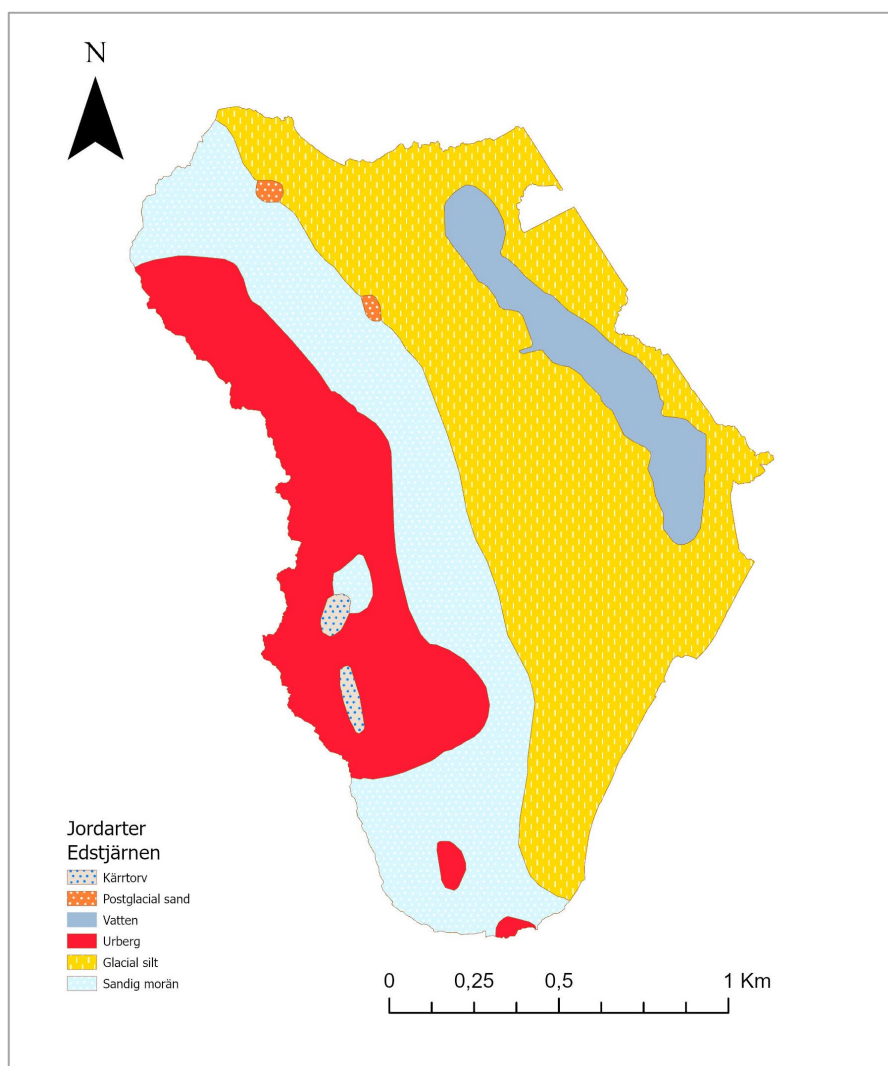 N
Jordarter
Edstjärnen
Kärrtorv
Postglacial sand
Vatten
Urberg
Glacial silt
Sandig morän
0 0,25 0,5 1 Km